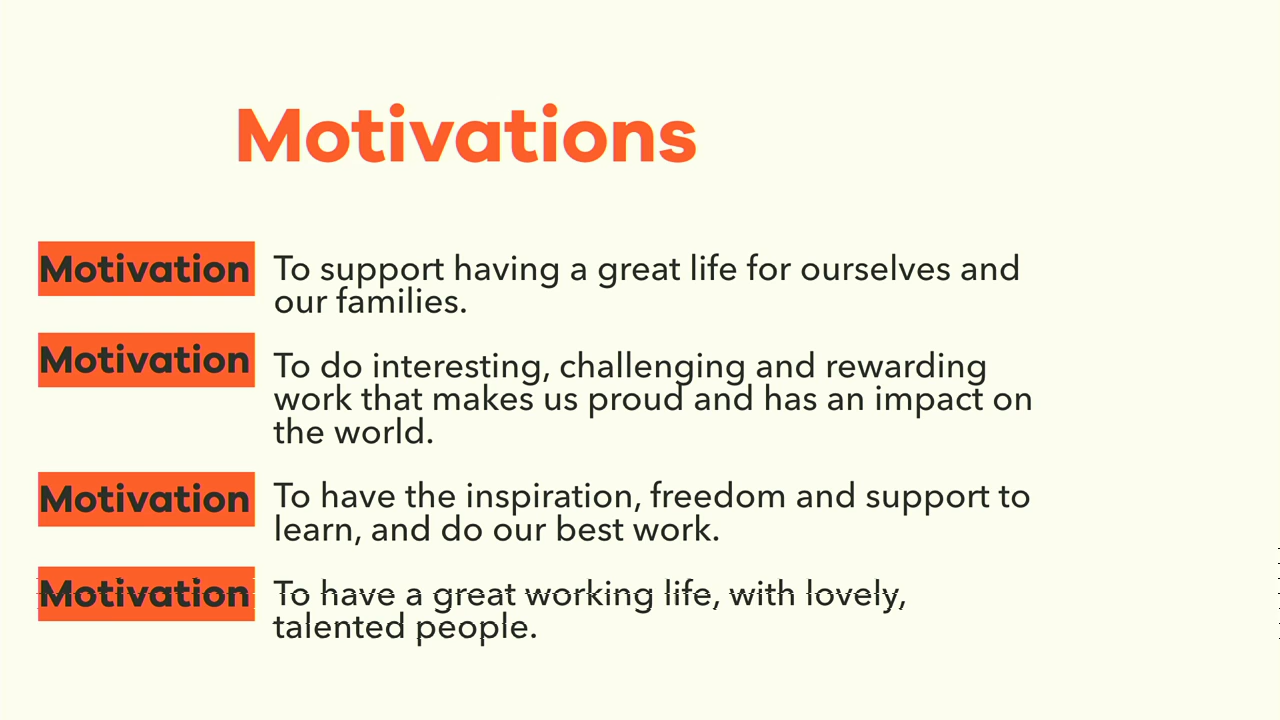 Motivations
Motivation
To support having a great life for ourselves and
our families.
Motivation
To do interesting, challenging and rewarding
work that makes us proud and has an impact on
the world.
Motivation
To have the inspiration, freedom and support to
learn, and do our best work.
Motivation
To have a great working life, with lovely,
talented people.